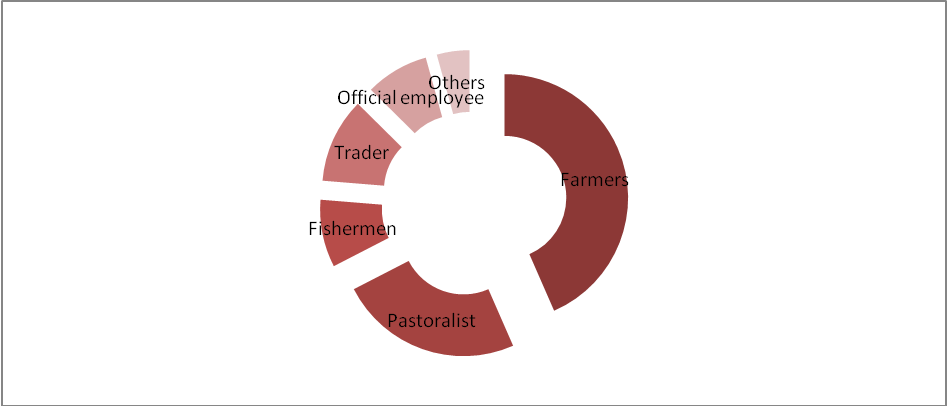 Others
Official employee
Trader
Farmers
Fishermen
Pastoralist